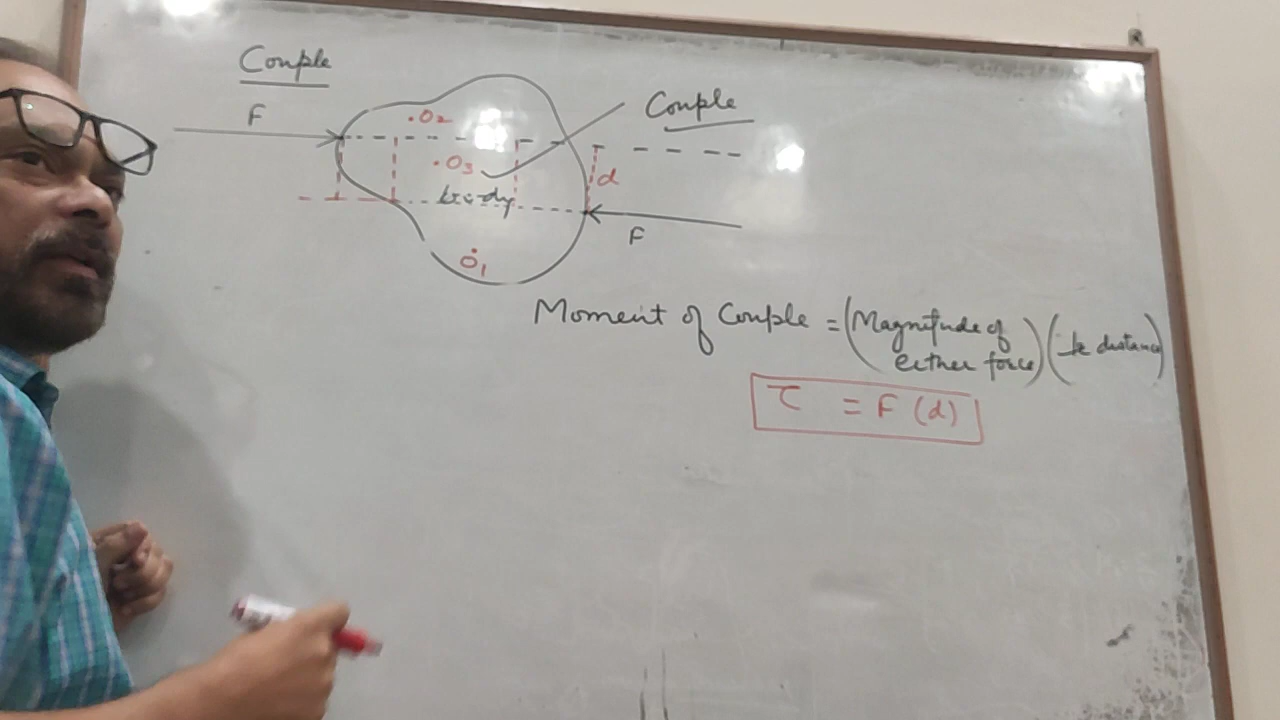 Couple
F
.O2
Couple
.O3
d
body
F
O1
Moment of Couple = (Magnitude of either force) (⊥r distance)
τ = F (d)